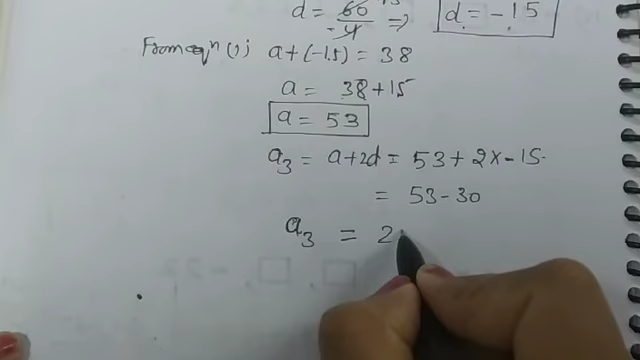 d = 60/-4 => d = -15
From eqn (1) a+(-15) = 38
a = 38+15
a = 53
a3 = a+2d = 53 + 2x-15
= 53-30
a3 = 2